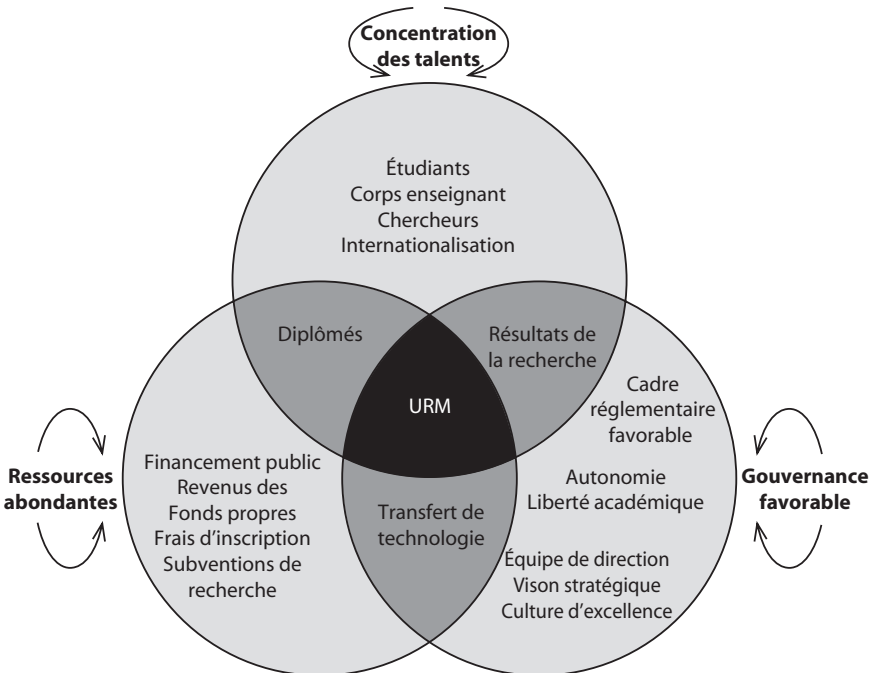 Concentration
des talents
Étudiants
Corps enseignant
Chercheurs
Internationalisation
Diplômés
Résultats de
la recherche
URM
Cadre
réglementaire
favorable
Ressources
abondantes
Financement public
Revenus des
Fonds propres
Frais d’inscription
Subventions de
recherche
Transfert de
technologie
Autonomie
Liberté académique
Équipe de direction
Vison stratégique
Culture d’excellence
Gouvernance
favorable